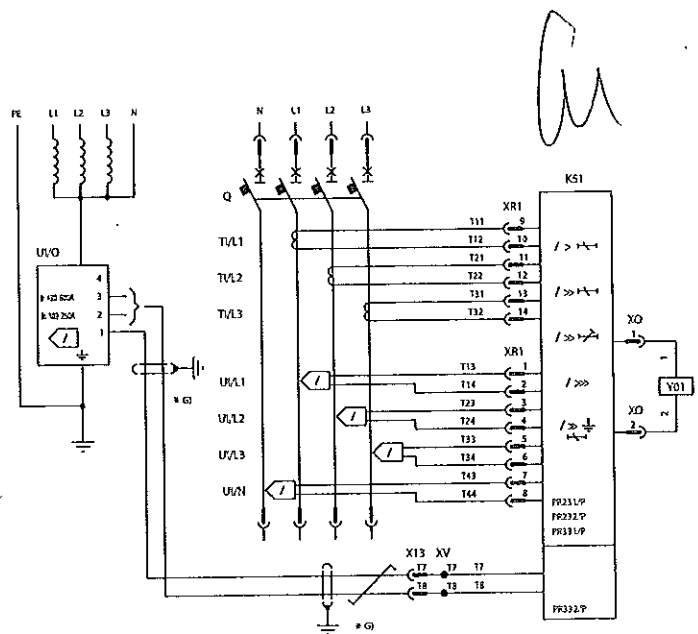 PE L1 L2 L3 N
N L1 L2 L3
K51
Q
XR1
UI/O
4
3
2
1
TI/L1
TI/L2
TI/L3
T11 9
T12 10
T21 11
T22 12
T31 13
T32 14
I >
I >>
I >>
I >>>
I >>
XO
1
1
Y01
2
XO
2
* G)
XR1
UI/L1
UI/L2
UI/L3
UI/N
T13 1
T14 2
T23 3
T24 4
T33 5
T34 6
T43 7
T44 8
I
I
I
I
I
PR231/P
PR232/P
PR331/P
X13 XV
T7 T7 T7
T8 T8 T8
PR332/P
* G)